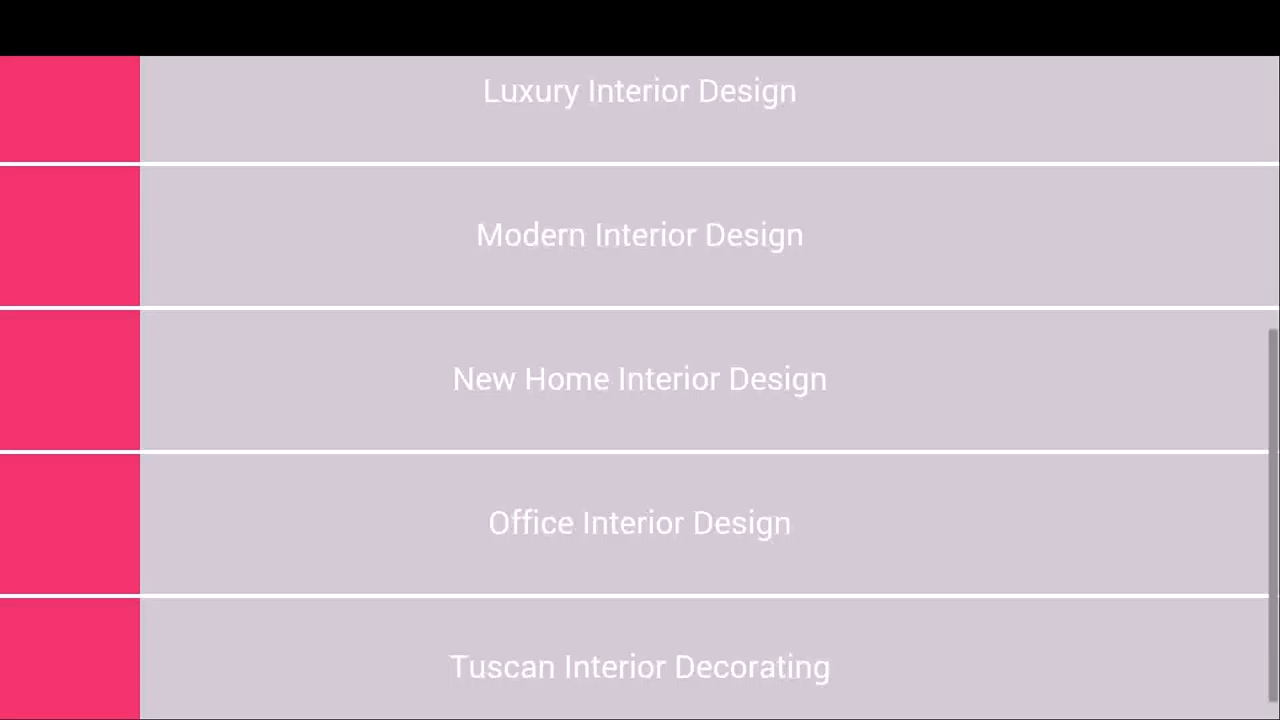 Luxury Interior Design
Modern Interior Design
New Home Interior Design
Office Interior Design
Tuscan Interior Decorating